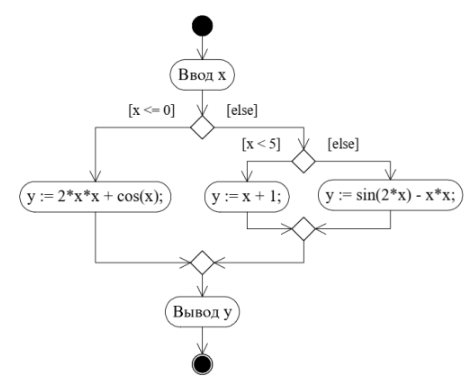 Ввод x
[x <= 0]
[else]
[x < 5]
[else]
y := 2*x*x + cos(x);
y := x + 1;
y := sin(2*x) - x*x;
Вывод y